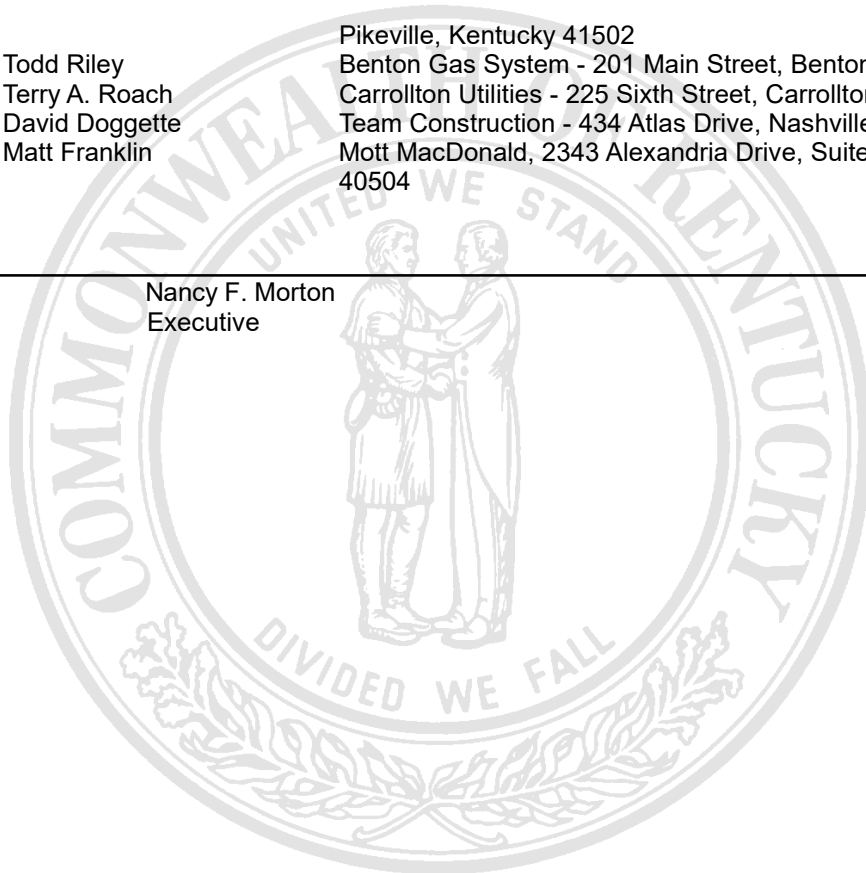 Pikeville, Kentucky 41502
Todd Riley Benton Gas System - 201 Main Street, Benton
Terry A. Roach Carrollton Utilities - 225 Sixth Street, Carrollton
David Doggette Team Construction - 434 Atlas Drive, Nashville
Matt Franklin Mott MacDonald, 2343 Alexandria Drive, Suite
40504
Nancy F. Morton
Executive
COMMONWEALTH OF KENTUCKY
UNITED WE STAND
DIVIDED WE FALL